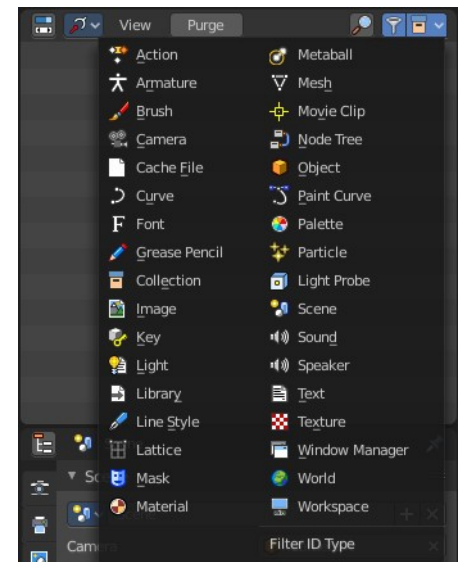 View Purge
Action
Armature
Brush
Camera
Cache File
Curve
Font
Grease Pencil
Collection
Image
Key
Light
Library
Line Style
Lattice
Mask
Material
Metaball
Mesh
Movie Clip
Node Tree
Object
Paint Curve
Palette
Particle
Light Probe
Scene
Sound
Speaker
Text
Texture
Window Manager
World
Workspace
Filter ID Type
Sc
Cam